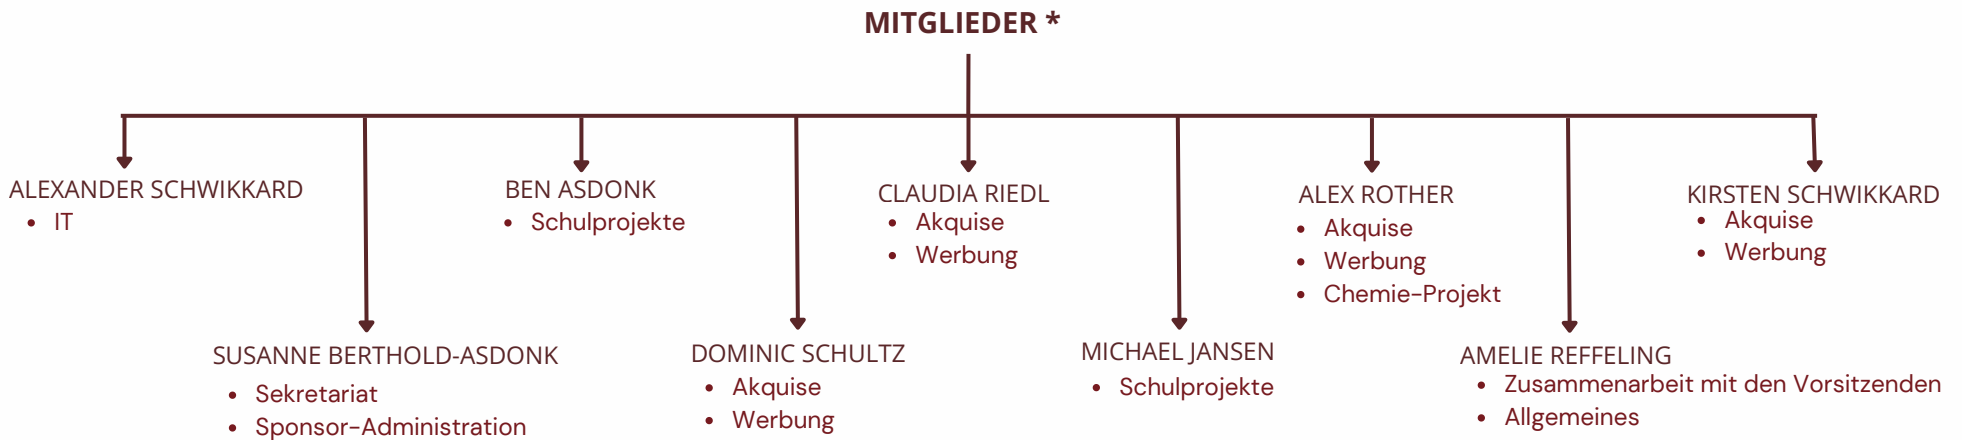 MITGLIEDER *
ALEXANDER SCHWIKKARD
• IT
SUSANNE BERTHOLD-ASDONK
• Sekretariat
• Sponsor-Administration
BEN ASDONK
• Schulprojekte
DOMINIC SCHULTZ
• Akquise
• Werbung
CLAUDIA RIEDL
• Akquise
• Werbung
MICHAEL JANSEN
• Schulprojekte
ALEX ROTHER
• Akquise
• Werbung
• Chemie-Projekt
AMELIE REFFELING
• Zusammenarbeit mit den Vorsitzenden
• Allgemeines
KIRSTEN SCHWIKKARD
• Akquise
• Werbung